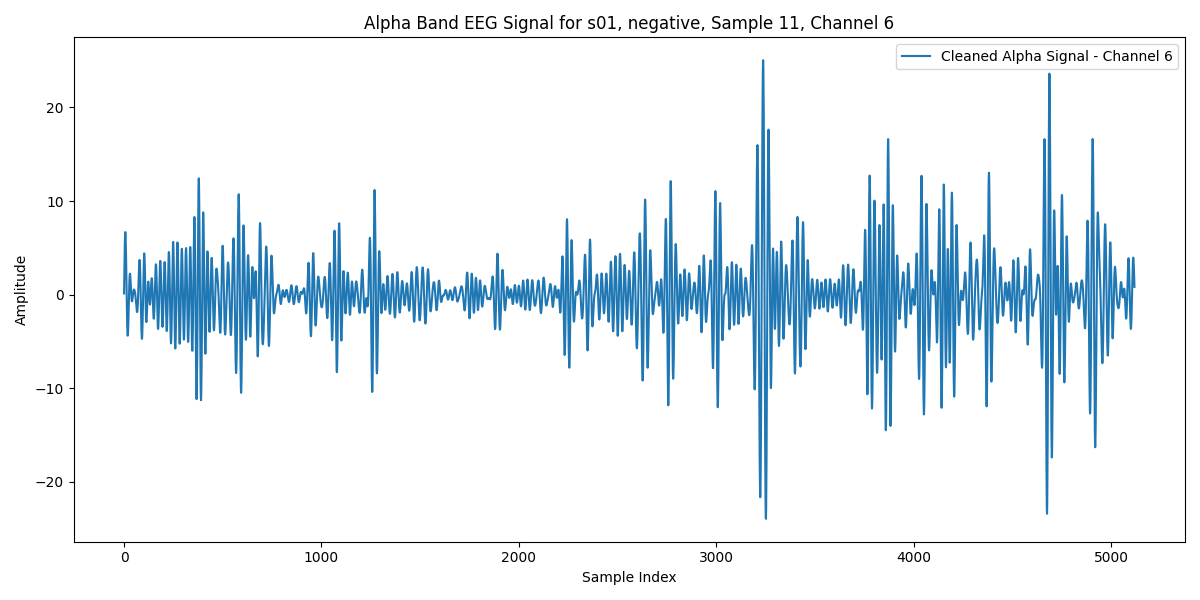 Alpha Band EEG Signal for s01, negative, Sample 11, Channel 6
Cleaned Alpha Signal - Channel 6
Amplitude
20
10
0
−10
−20
0
1000
2000
3000
4000
5000
Sample Index